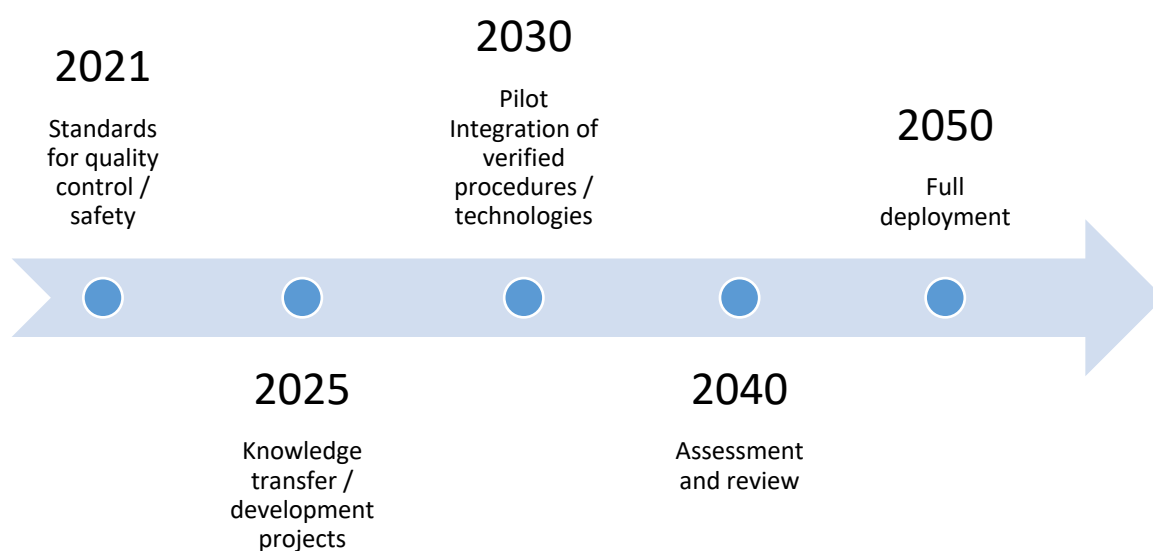 2021
Standards
for quality
control /
safety
2025
Knowledge
transfer /
development
projects
2030
Pilot
Integration of
verified
procedures /
technologies
2040
Assessment
and review
2050
Full
deployment